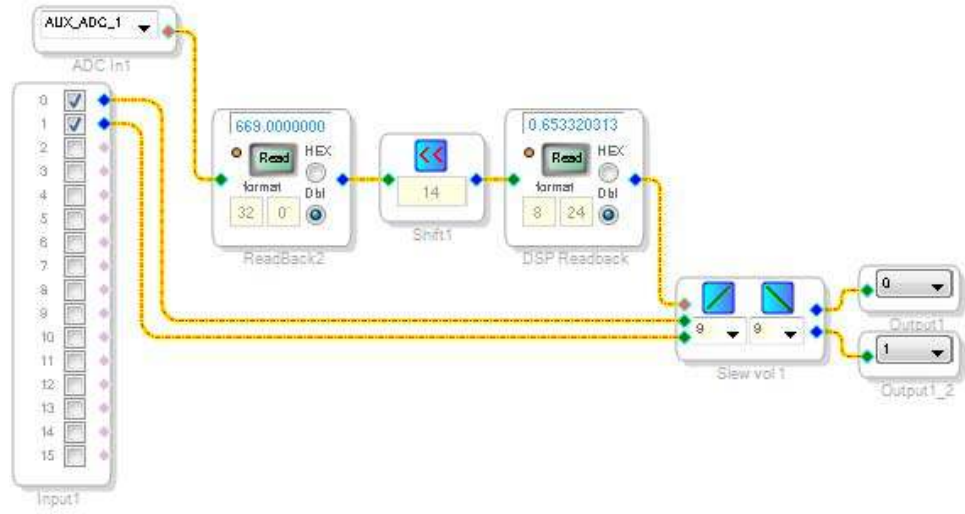 AUX_ADC_1
ADC In1
0
1
2
3
4
5
6
7
8
9
10
11
12
13
14
15
Input1
669.0000000
Read
HEX
format
Dbl
32
0
ReadBack2
<<
14
Shift1
0.653320313
Read
HEX
format
Dbl
8
24
DSP Readback
9
9
Slew vol 1
0
Output1
1
Output1_2